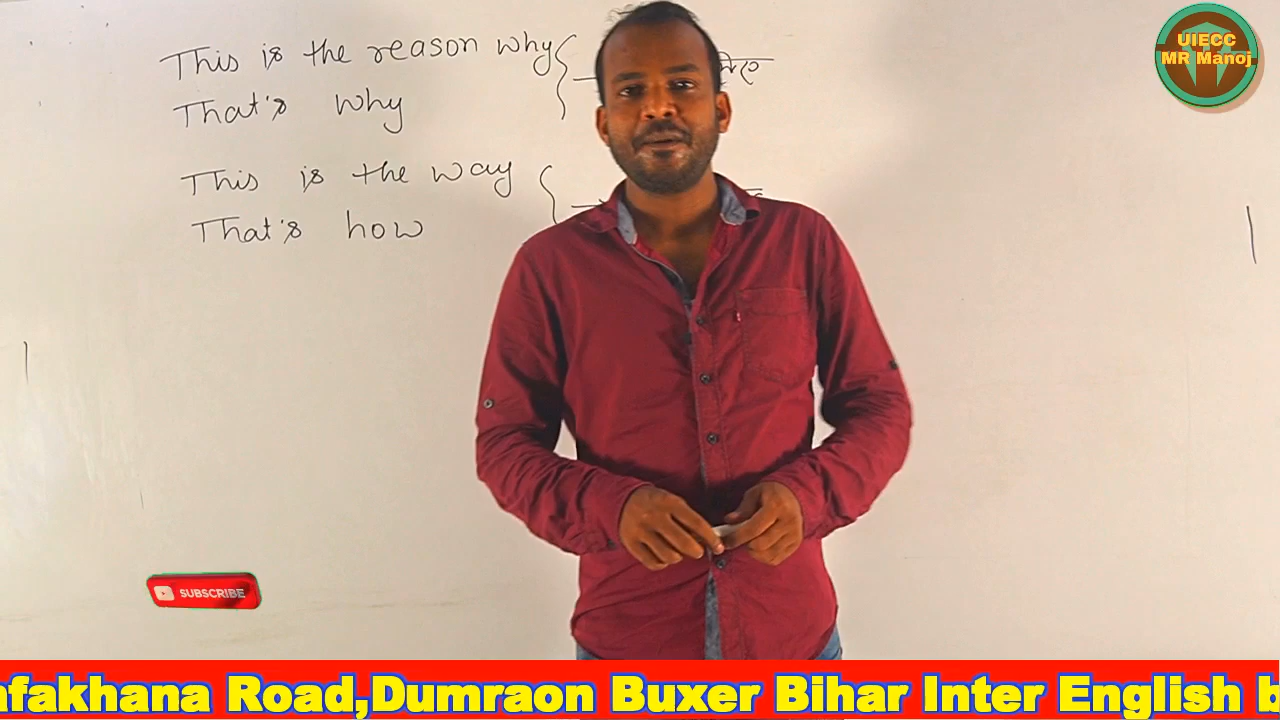 This is the reason why
That's why
This is the way
That's how
UIECC
MR Manoj
SUBSCRIBE
afakhana Road,Dumraon Buxer Bihar Inter English b